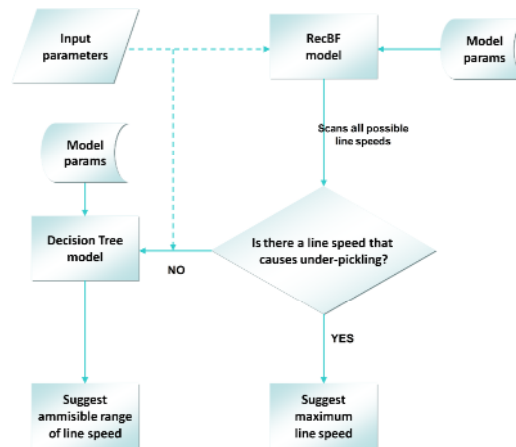 Input
parameters
RecBF
model
Model
params
Scans all possible
line speeds
Model
params
Decision Tree
model
Is there a line speed that
causes under-pickling?
NO
YES
Suggest
ammisible range
of line speed
Suggest
maximum
line speed